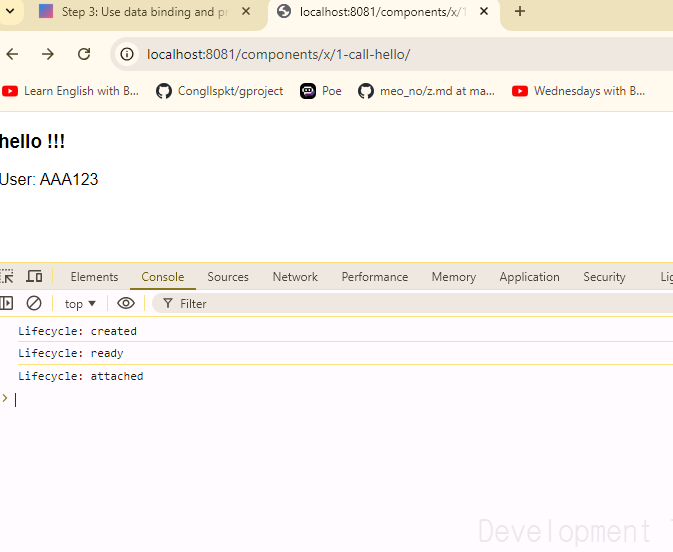 Step 3: Use data binding and pr
localhost:8081/components/x/1
localhost:8081/components/x/1-call-hello/
Learn English with B...
Congllspkt/gproject
Poe
meo_no/z.md at ma...
Wednesdays with B...
hello !!!
User: AAA123
Elements Console Sources Network Performance Memory Application Security Lig
top Filter
Lifecycle: created
Lifecycle: ready
Lifecycle: attached
Development